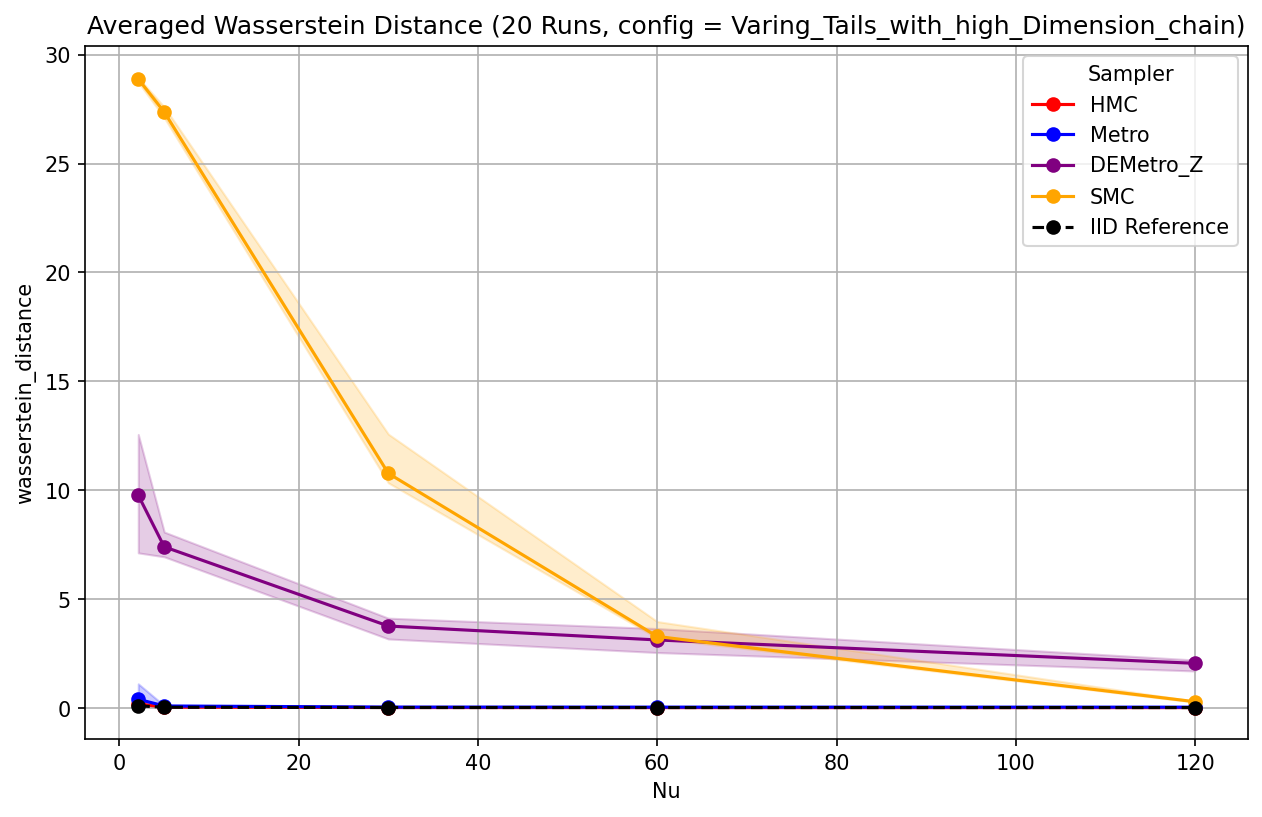 Averaged Wasserstein Distance (20 Runs, config = Varing_Tails_with_high_Dimension_chain)
30
25
20
15
10
5
0
wasserstein_distance
Sampler
HMC
Metro
DEMetro_Z
SMC
IID Reference
0
20
40
60
80
100
120
Nu